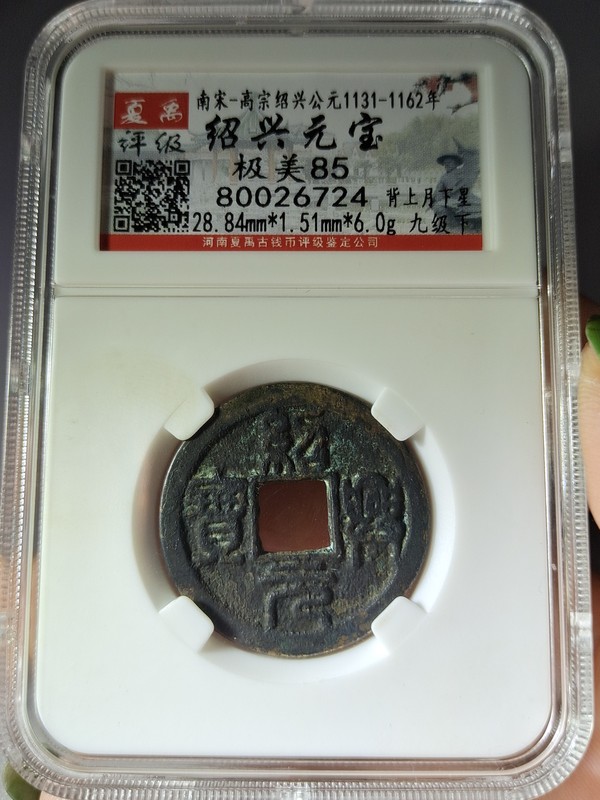 夏禹
评级
南宋-高宗绍兴公元1131-1162年
绍兴元宝
极美85
80026724 背上月下星
28.84mm*1.51mm*6.0g 九级下
河南夏禹古钱币评级鉴定公司
紹
寶 興
元